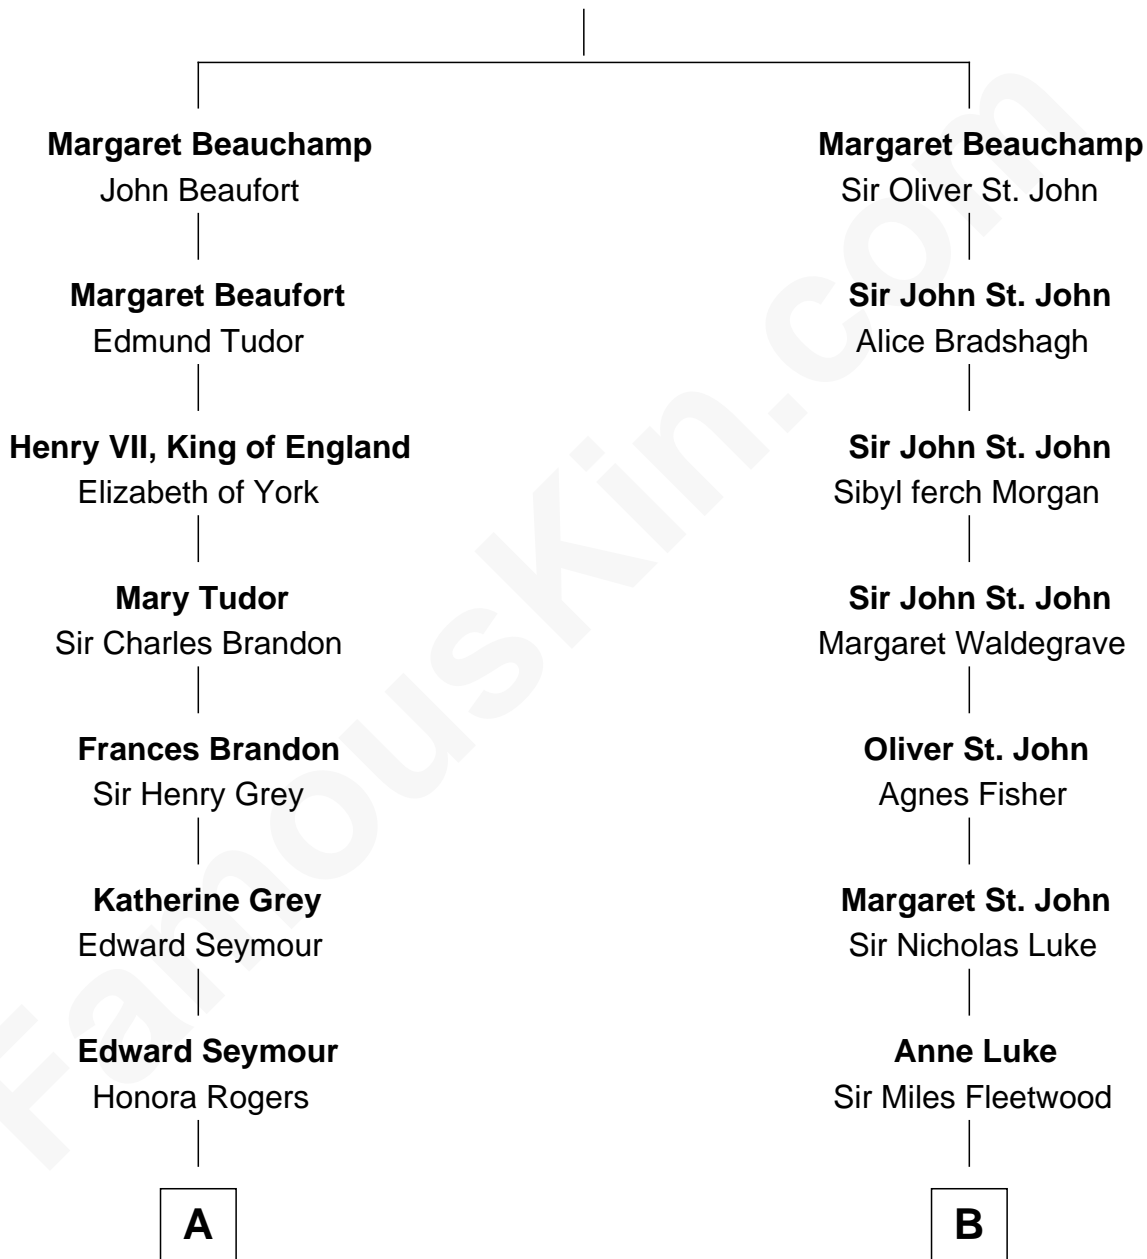 Margaret Beauchamp
John Beaufort
Margaret Beaufort
Edmund Tudor
Henry VII, King of England
Elizabeth of York
Mary Tudor
Sir Charles Brandon
Frances Brandon
Sir Henry Grey
Katherine Grey
Edward Seymour
Edward Seymour
Honora Rogers
A
Margaret Beauchamp
Sir Oliver St. John
Sir John St. John
Alice Bradshagh
Sir John St. John
Sibyl ferch Morgan
Sir John St. John
Margaret Waldegrave
Oliver St. John
Agnes Fisher
Margaret St. John
Sir Nicholas Luke
Anne Luke
Sir Miles Fleetwood
B
FamousKin.com